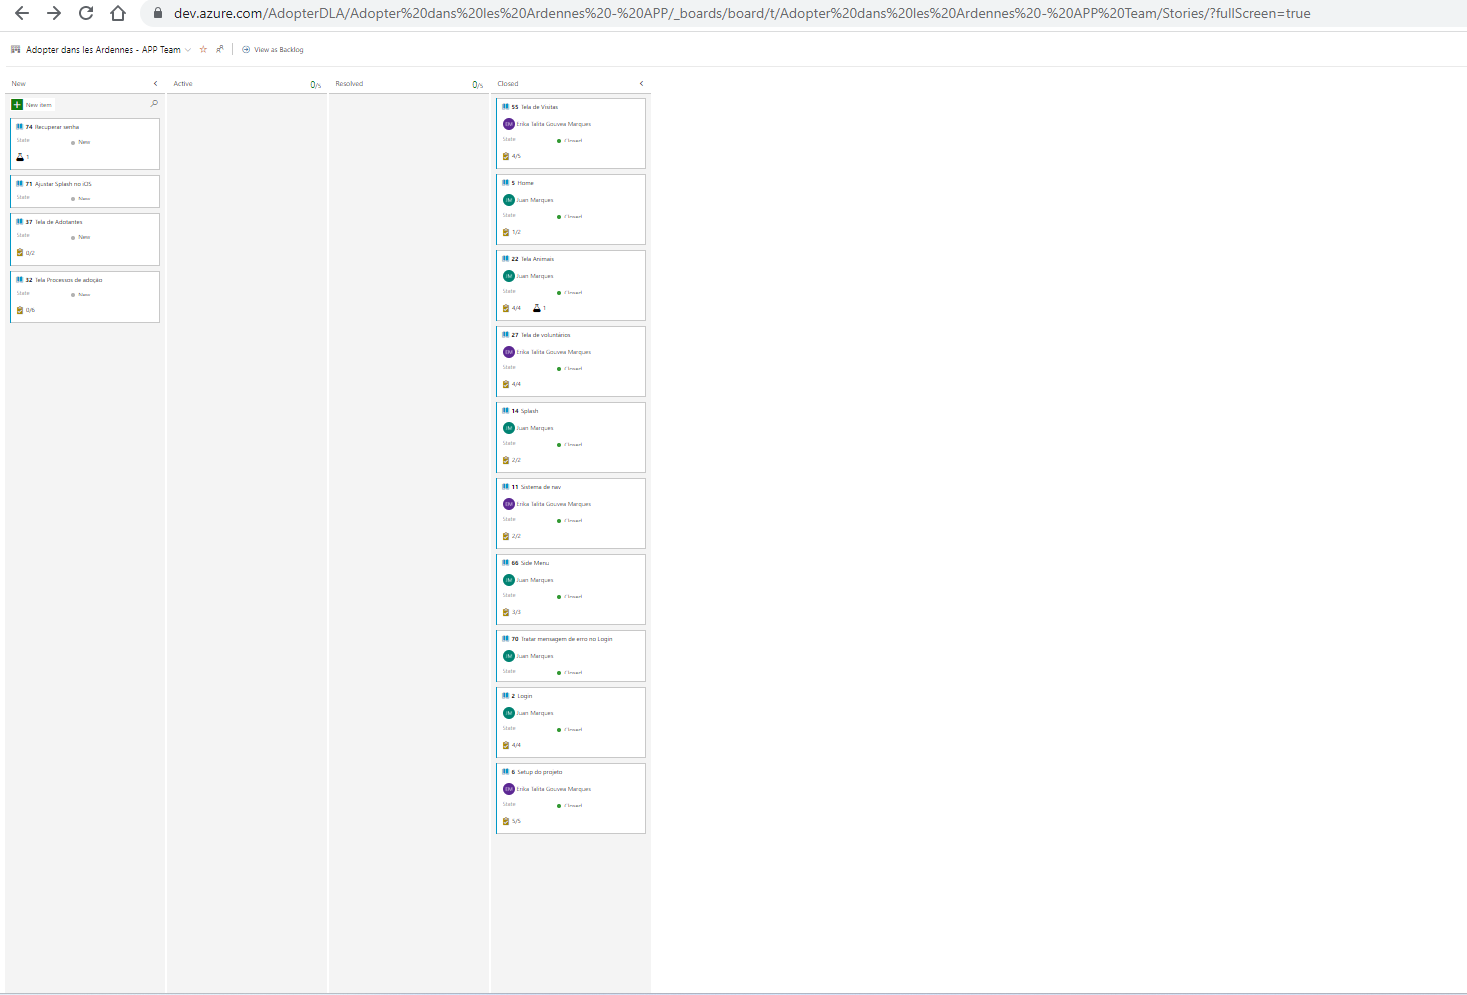 dev.azure.com/AdopterDLA/Adopter%20dans%20les%20Ardennes%20-%20APP/_boards/board/t/Adopter%20dans%20les%20Ardennes%20-%20APP%20Team/Stories/?fullScreen=true
Adopter dans les Ardennes - APP Team View as Backlog
New
New item
74 Recuperar senha
State New
1
71 Ajustar Splash no iOS
State New
37 Tela de Adotantes
State New
0/2
32 Tela Processos de adoção
State New
0/6
Active 0/5
Resolved 0/5
Closed
55 Tela de Visitas
EM Erika Talita Gouvea Marques
State Closed
4/5
5 Home
JM Juan Marques
State Closed
1/2
22 Tela Animais
JM Juan Marques
State Closed
4/4 1
27 Tela de voluntários
EM Erika Talita Gouvea Marques
State Closed
4/4
14 Splash
JM Juan Marques
State Closed
2/2
11 Sistema de nav
EM Erika Talita Gouvea Marques
State Closed
2/2
66 Side Menu
JM Juan Marques
State Closed
3/3
70 Tratar mensagem de erro no Login
JM Juan Marques
State Closed
2 Login
JM Juan Marques
State Closed
4/4
6 Setup do projeto
EM Erika Talita Gouvea Marques
State Closed
5/5